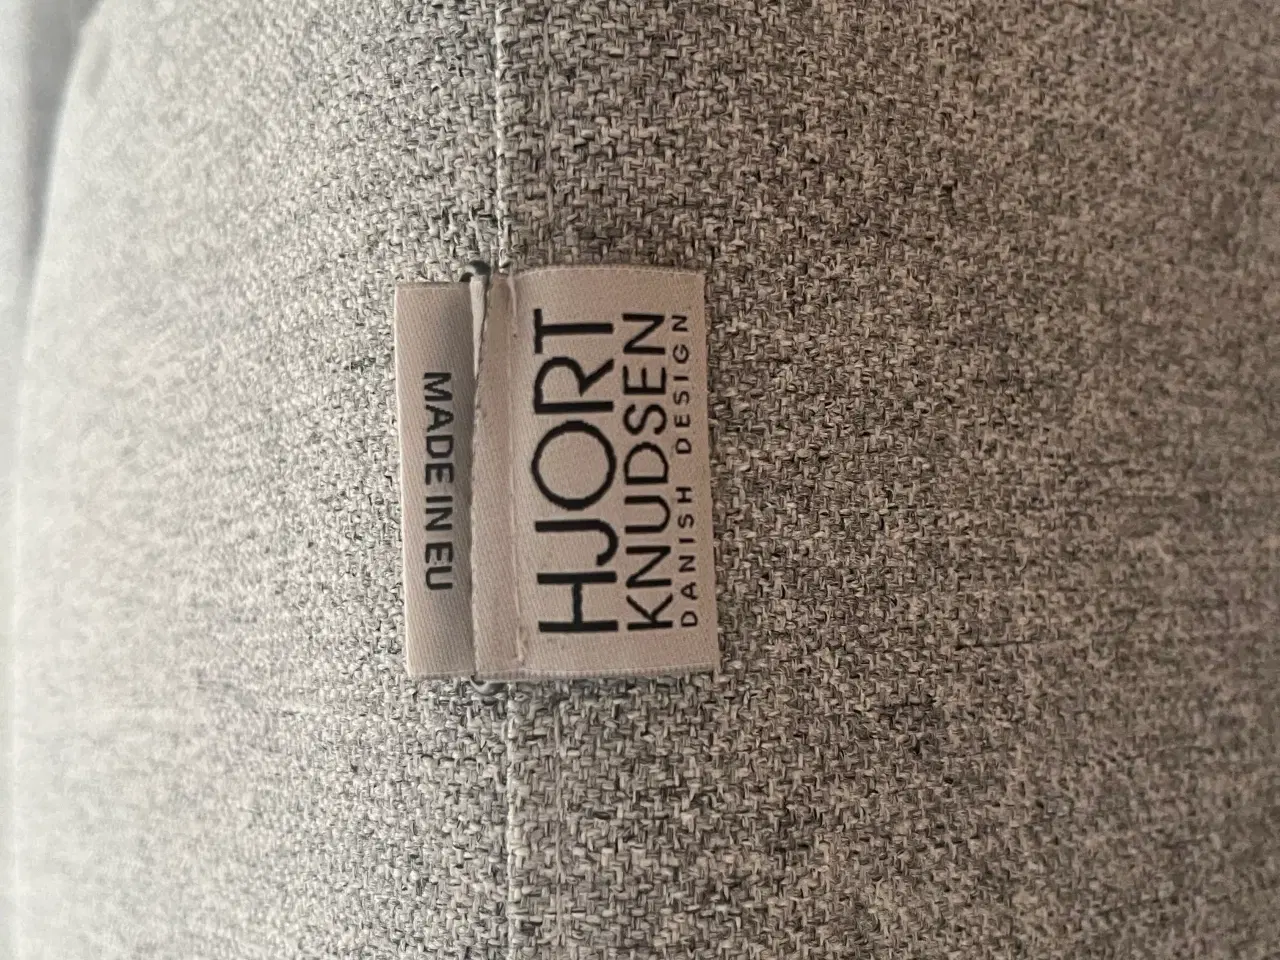 MADE IN EU
HJORT
KNUDSEN
DANISH DESIGN